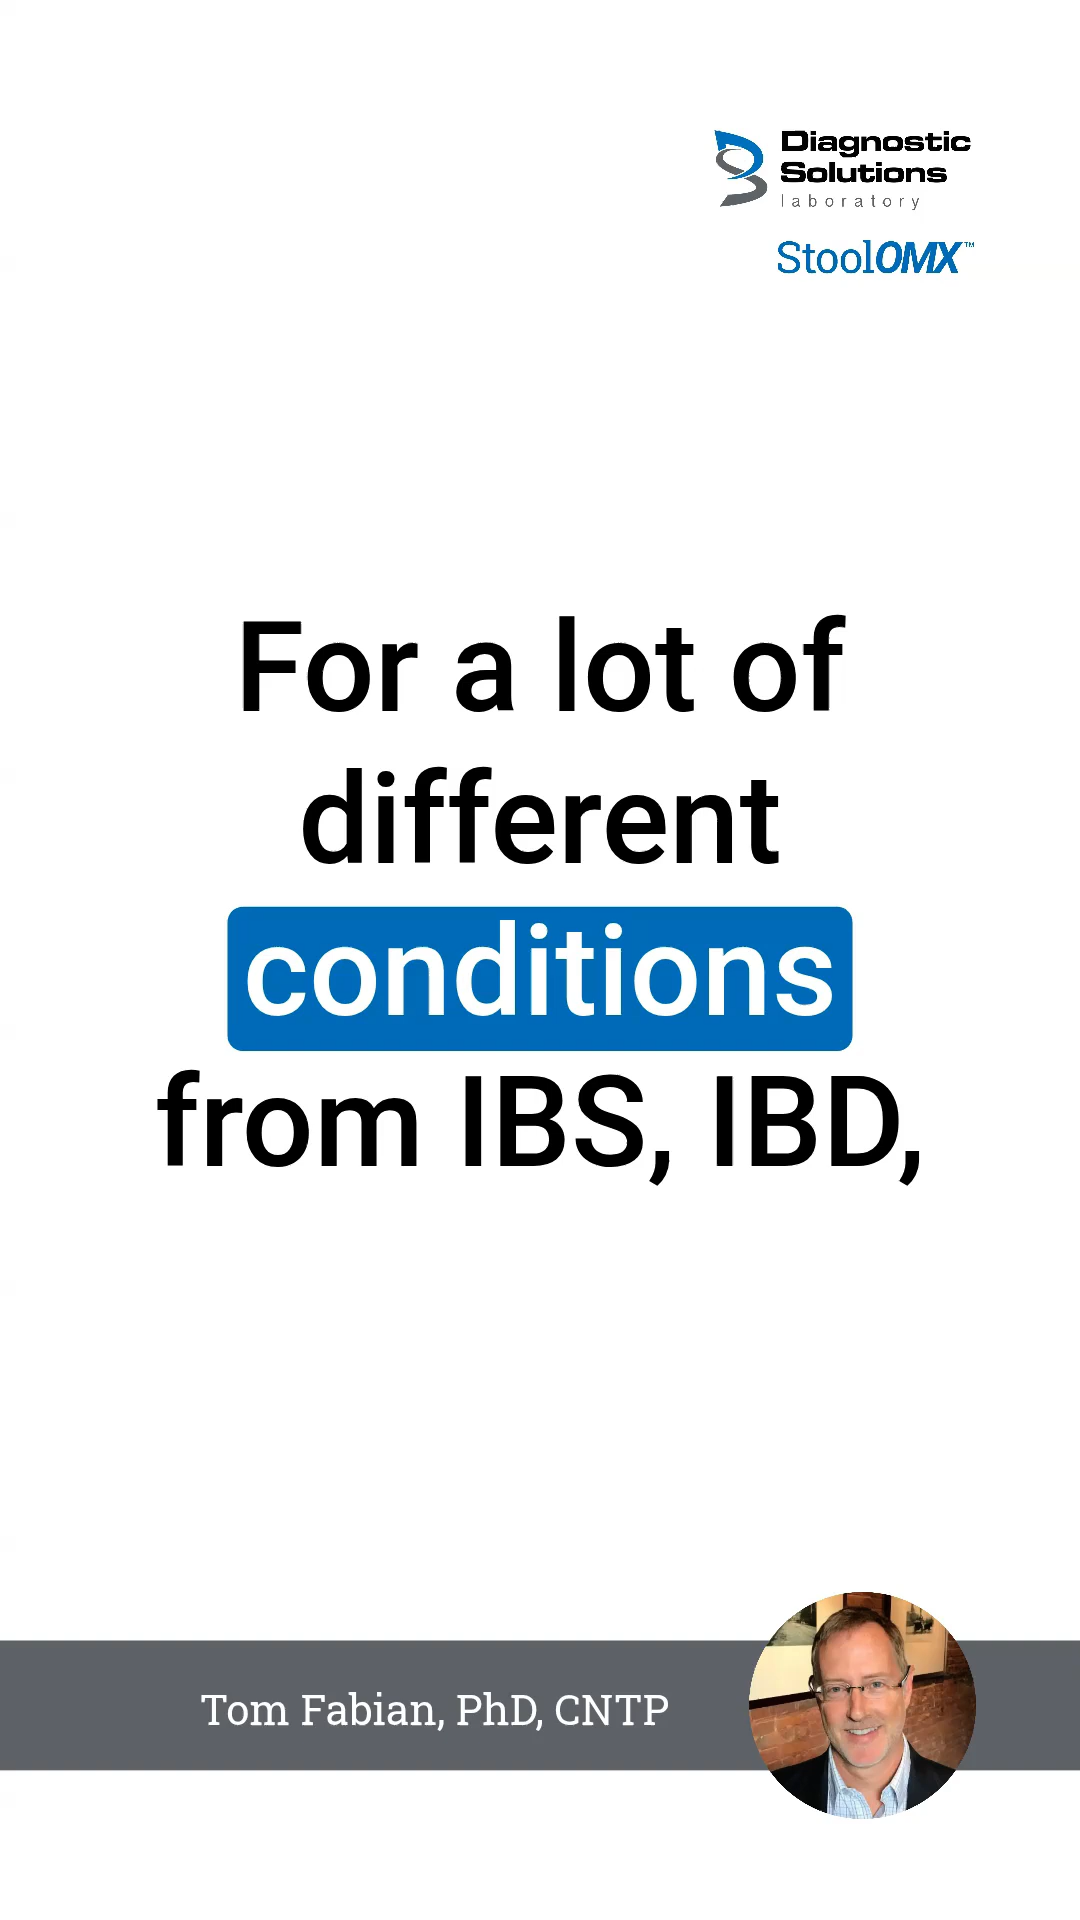 Diagnostic
Solutions
laboratory
StoolOMX™
For a lot of
different
conditions
from IBS, IBD,
Tom Fabian, PhD, CNTP